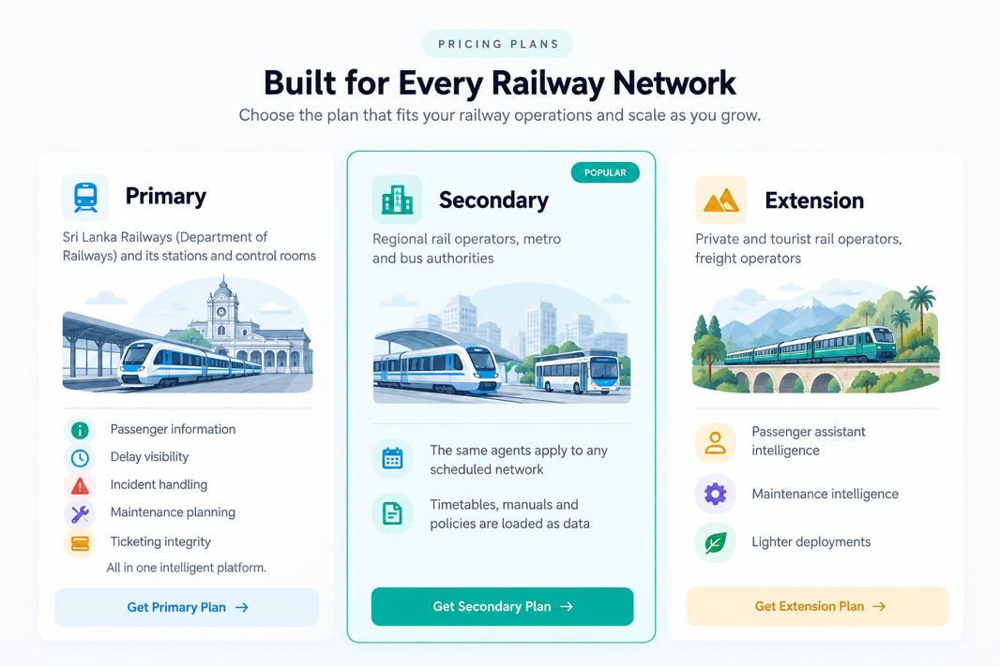 PRICING PLANS
Built for Every Railway Network
Choose the plan that fits your railway operations and scale as you grow.
Primary
Sri Lanka Railways (Department of
Railways) and its stations and control rooms
Passenger information
Delay visibility
Incident handling
Maintenance planning
Ticketing integrity
All in one intelligent platform.
Get Primary Plan →
POPULAR
Secondary
Regional rail operators, metro
and bus authorities
The same agents apply to any
scheduled network
Timetables, manuals and
policies are loaded as data
Get Secondary Plan →
Extension
Private and tourist rail operators,
freight operators
Passenger assistant
intelligence
Maintenance intelligence
Lighter deployments
Get Extension Plan →